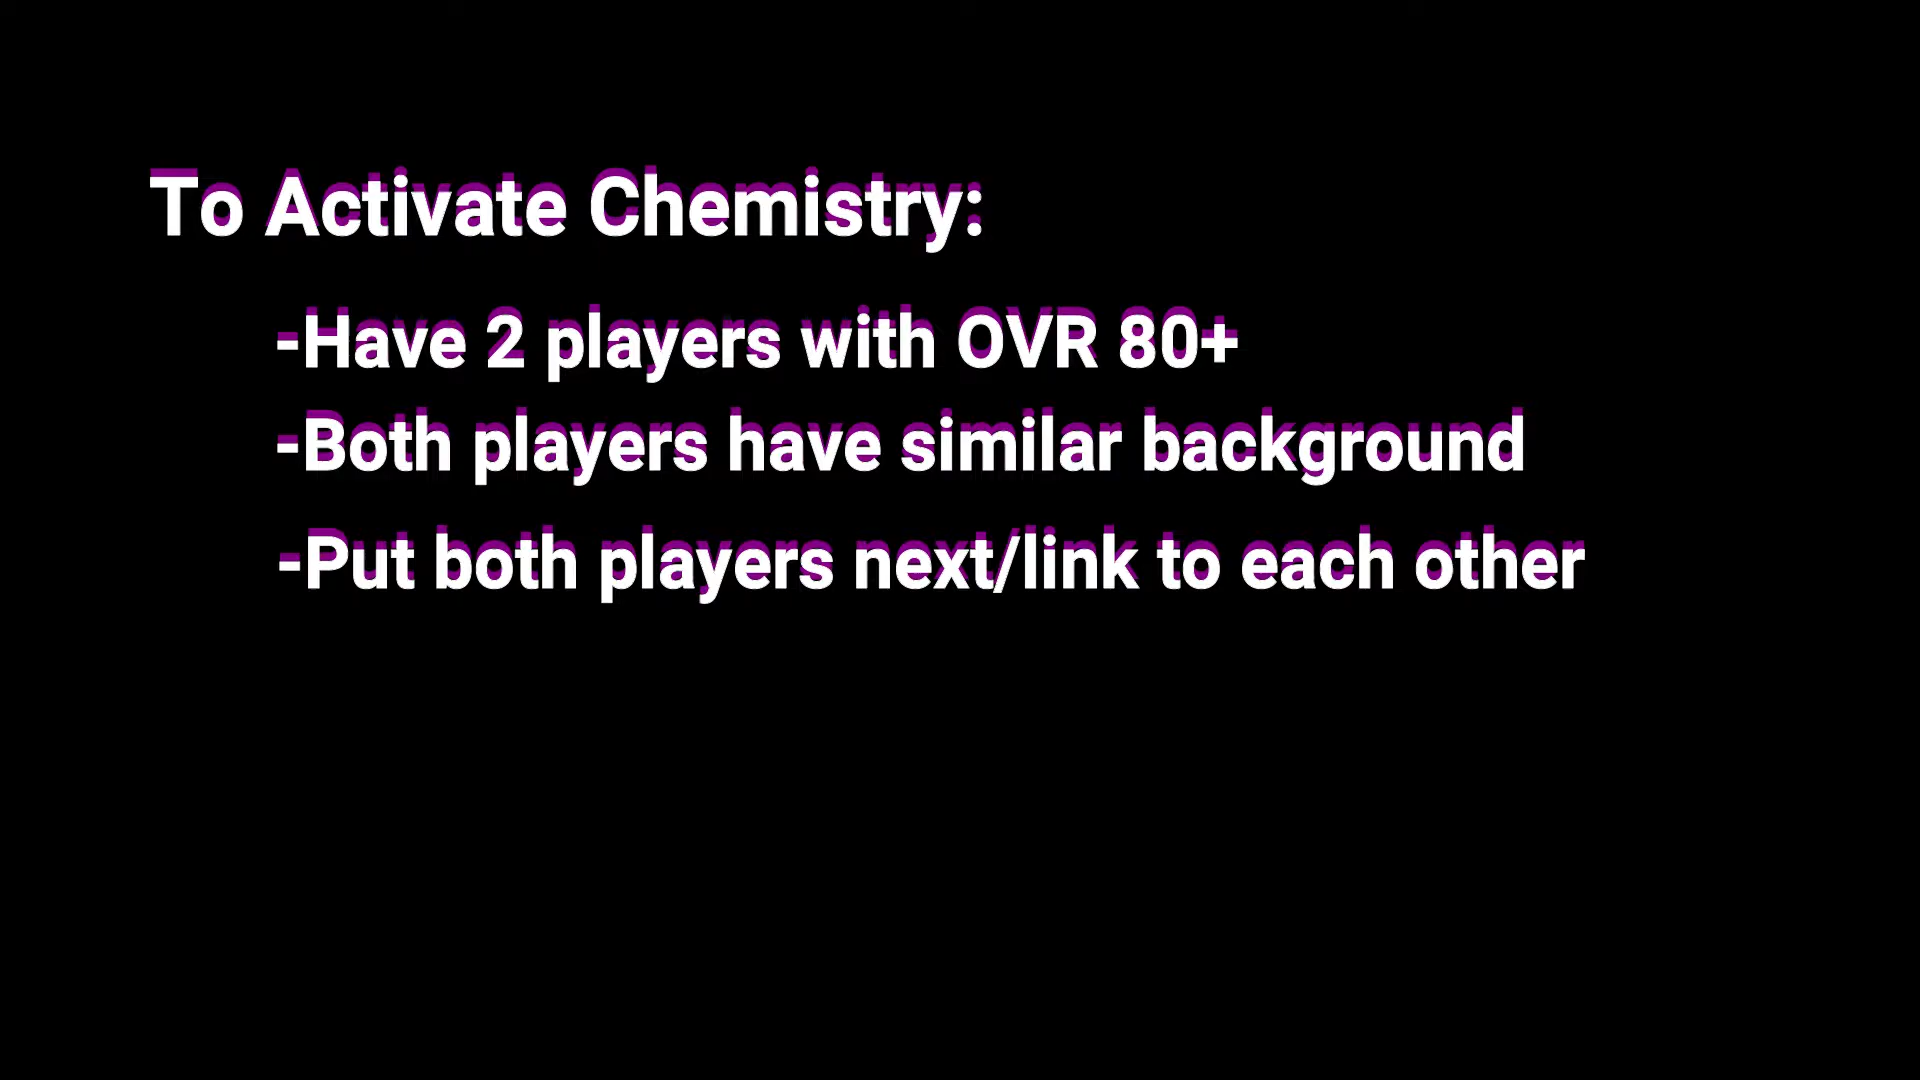 To Activate Chemistry:
-Have 2 players with OVR 80+
-Both players have similar background
-Put both players next/link to each other